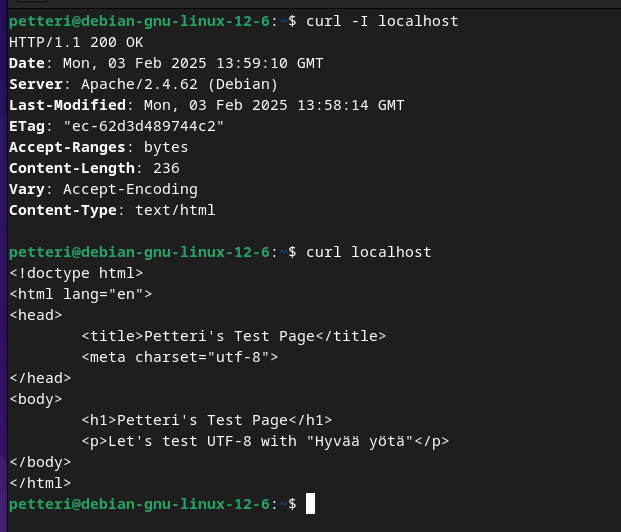 petteri@debian-gnu-linux-12-6:~$ curl -I localhost
HTTP/1.1 200 OK
Date: Mon, 03 Feb 2025 13:59:10 GMT
Server: Apache/2.4.62 (Debian)
Last-Modified: Mon, 03 Feb 2025 13:58:14 GMT
ETag: "ec-62d3d489744c2"
Accept-Ranges: bytes
Content-Length: 236
Vary: Accept-Encoding
Content-Type: text/html

petteri@debian-gnu-linux-12-6:~$ curl localhost
<!doctype html>
<html lang="en">
<head>
        <title>Petteri's Test Page</title>
        <meta charset="utf-8">
</head>
<body>
        <h1>Petteri's Test Page</h1>
        <p>Let's test UTF-8 with "Hyvää yötä"</p>
</body>
</html>
petteri@debian-gnu-linux-12-6:~$